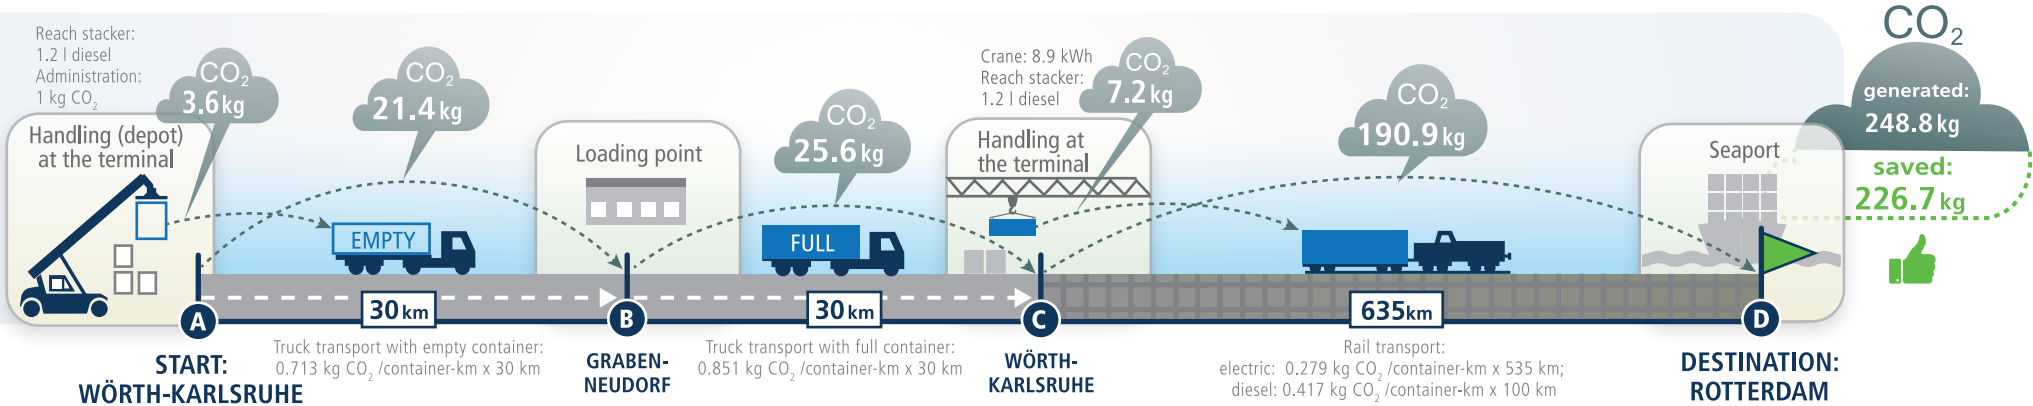 Reach stacker:
1.2 l diesel
Administration:
1 kg CO2
CO2
3.6 kg
Handling (depot)
at the terminal
CO2
21.4 kg
EMPTY
Loading point
CO2
25.6 kg
FULL
Crane: 8.9 kWh
Reach stacker:
1.2 l diesel
CO2
7.2 kg
Handling at
the terminal
CO2
190.9 kg
Seaport
CO2
generated:
248.8 kg
saved:
226.7 kg
A
30 km
B
30 km
C
635km
D
START:
WÖRTH-KARLSRUHE
Truck transport with empty container:
0.713 kg CO2 /container-km x 30 km
GRABEN-
NEUDORF
Truck transport with full container:
0.851 kg CO2 /container-km x 30 km
WÖRTH-
KARLSRUHE
Rail transport:
electric: 0.279 kg CO2 /container-km x 535 km;
diesel: 0.417 kg CO2 /container-km x 100 km
DESTINATION:
ROTTERDAM